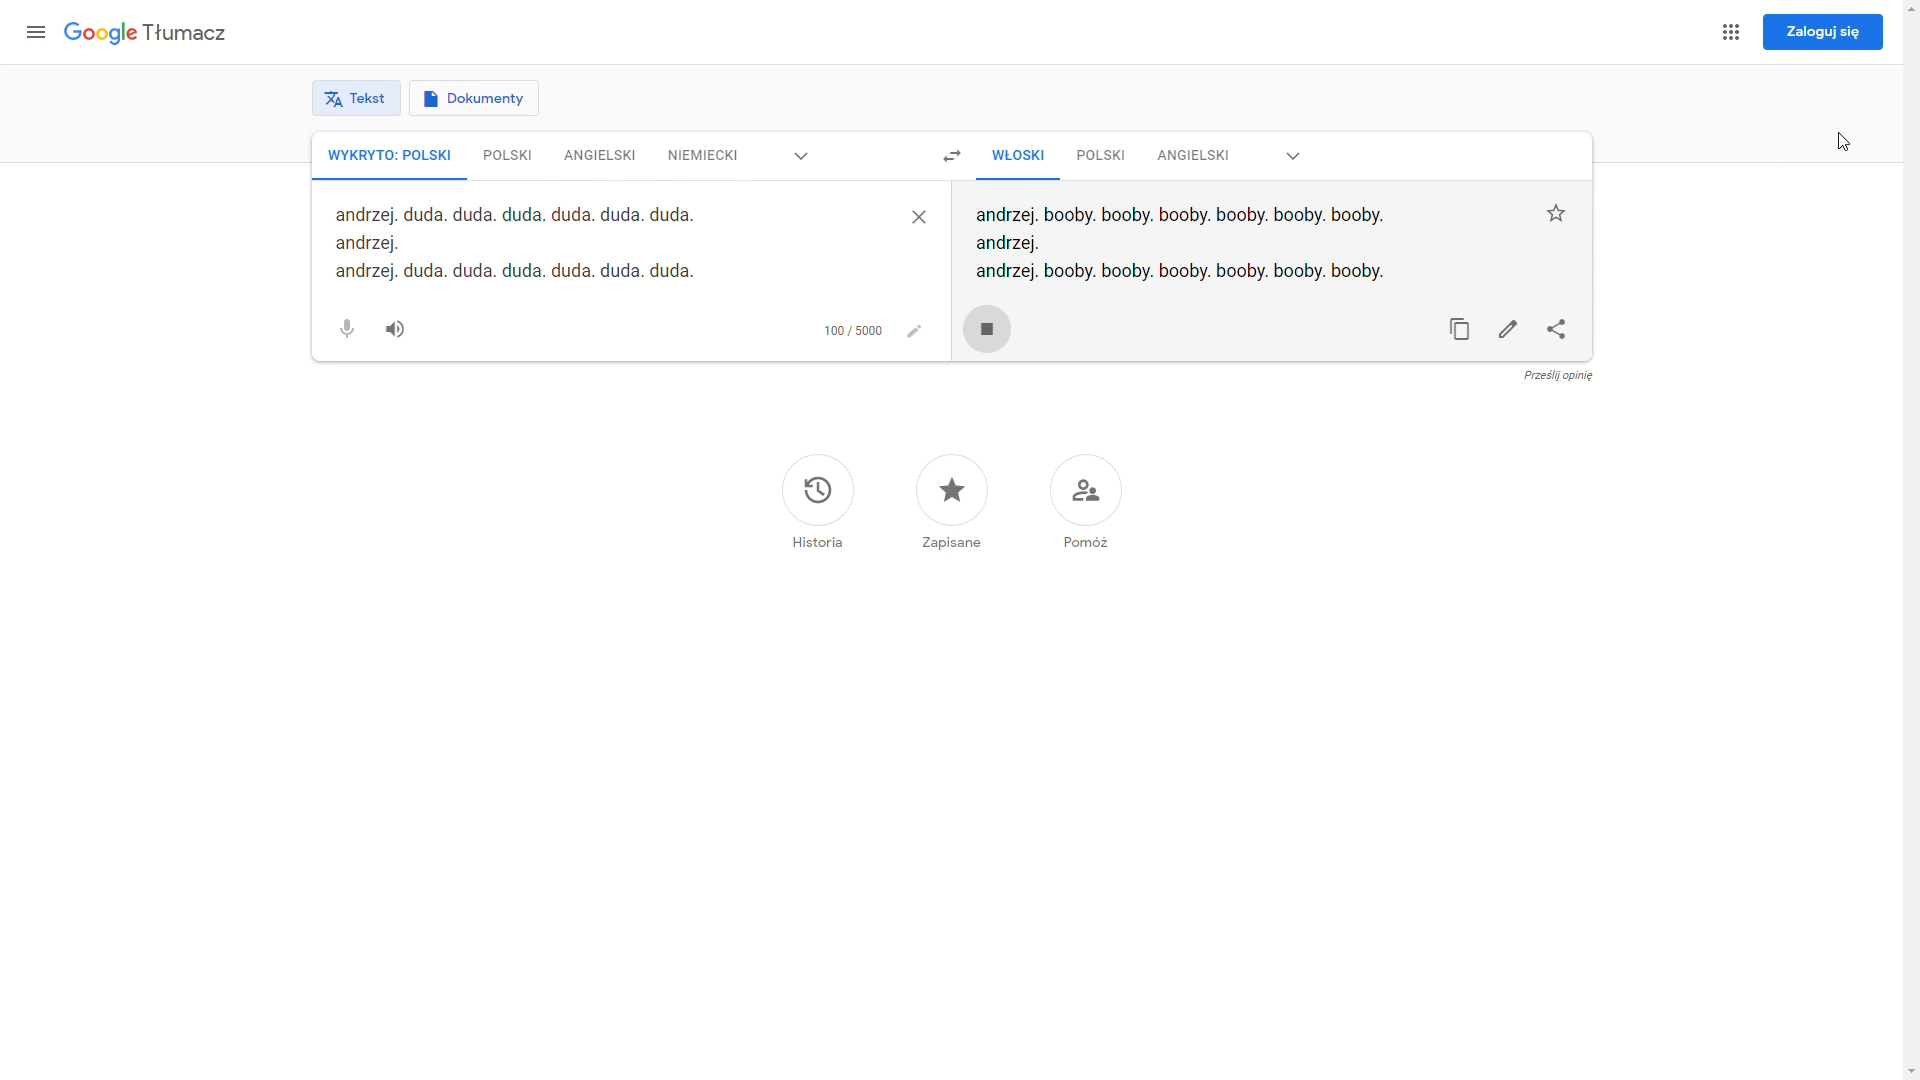 Google Tłumacz
Zaloguj się
Tekst
Dokumenty
WYKRYTO: POLSKI
POLSKI
ANGIELSKI
NIEMIECKI
WŁOSKI
POLSKI
ANGIELSKI
andrzej. duda. duda. duda. duda. duda. duda.
andrzej.
andrzej. duda. duda. duda. duda. duda. duda.
100 / 5000
andrzej. booby. booby. booby. booby. booby. booby.
andrzej.
andrzej. booby. booby. booby. booby. booby. booby.
Prześlij opinię
Historia
Zapisane
Pomóż